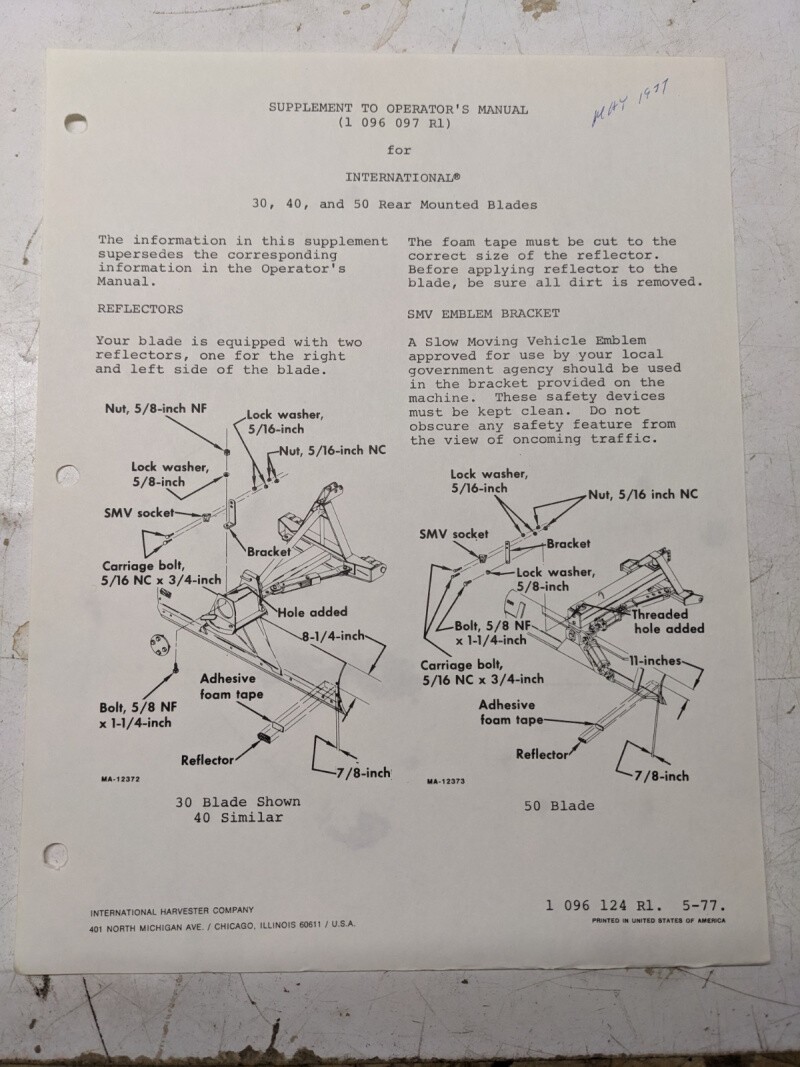 MAY 1977
SUPPLEMENT TO OPERATOR'S MANUAL
(1 096 097 R1)
for
INTERNATIONAL®
30, 40, and 50 Rear Mounted Blades
The information in this supplement
supersedes the corresponding
information in the Operator's
Manual.
REFLECTORS
Your blade is equipped with two
reflectors, one for the right
and left side of the blade.
Nut, 5/8-inch NF
Lock washer,
5/16-inch
Nut, 5/16-inch NC
Lock washer,
5/8-inch
SMV socket
Bracket
Carriage bolt,
5/16 NC x 3/4-inch
Hole added
8-1/4-inch
Adhesive
foam tape
Bolt, 5/8 NF
x 1-1/4-inch
Reflector
7/8-inch
MA-12372
30 Blade Shown
40 Similar
The foam tape must be cut to the
correct size of the reflector.
Before applying reflector to the
blade, be sure all dirt is removed.
SMV EMBLEM BRACKET
A Slow Moving Vehicle Emblem
approved for use by your local
government agency should be used
in the bracket provided on the
machine. These safety devices
must be kept clean. Do not
obscure any safety feature from
the view of oncoming traffic.
Lock washer,
5/16-inch
Nut, 5/16 inch NC
SMV socket
Bracket
Lock washer,
5/8-inch
Bolt, 5/8 NF
x 1-1/4-inch
Threaded
hole added
Carriage bolt,
5/16 NC x 3/4-inch
11-inches
Adhesive
foam tape
Reflector
7/8-inch
MA-12373
50 Blade
INTERNATIONAL HARVESTER COMPANY
401 NORTH MICHIGAN AVE. / CHICAGO, ILLINOIS 60611 / U.S.A.
1 096 124 R1. 5-77.
PRINTED IN UNITED STATES OF AMERICA